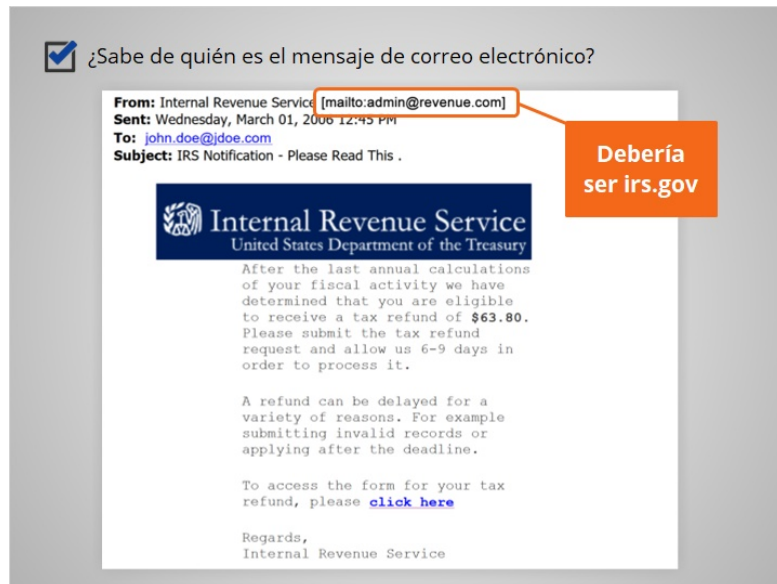 ¿Sabe de quién es el mensaje de correo electrónico?
From: Internal Revenue Service [mailto:admin@revenue.com]
Sent: Wednesday, March 01, 2006 12:45 PM
To: john.doe@jdoe.com
Subject: IRS Notification - Please Read This .
Debería
ser irs.gov
Internal Revenue Service
United States Department of the Treasury
After the last annual calculations
of your fiscal activity we have
determined that you are eligible
to receive a tax refund of $63.80.
Please submit the tax refund
request and allow us 6-9 days in
order to process it.
A refund can be delayed for a
variety of reasons. For example
submitting invalid records or
applying after the deadline.
To access the form for your tax
refund, please click here
Regards,
Internal Revenue Service